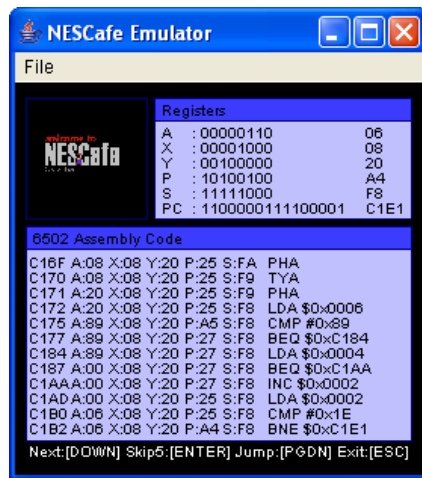 NESCafe Emulator
File
welcome to
NESCafe
Registers
A :00000110 06
X :00001000 08
Y :00100000 20
P :10100100 A4
S :11111000 F8
PC :1100000111100001 C1E1
6502 Assembly Code
C16F A:08 X:08 Y:20 P:25 S:FA PHA
C170 A:08 X:08 Y:20 P:25 S:F9 TYA
C171 A:20 X:08 Y:20 P:25 S:F9 PHA
C172 A:20 X:08 Y:20 P:25 S:F8 LDA $0x0006
C175 A:89 X:08 Y:20 P:A5 S:F8 CMP #0x89
C177 A:89 X:08 Y:20 P:27 S:F8 BEQ $0xC184
C184 A:89 X:08 Y:20 P:27 S:F8 LDA $0x0004
C187 A:00 X:08 Y:20 P:27 S:F8 BEQ $0xC1AA
C1AA A:00 X:08 Y:20 P:27 S:F8 INC $0x0002
C1AD A:00 X:08 Y:20 P:25 S:F8 LDA $0x0002
C1B0 A:06 X:08 Y:20 P:25 S:F8 CMP #0x1E
C1B2 A:06 X:08 Y:20 P:A4 S:F8 BNE $0xC1E1
Next:[DOWN] Skip5:[ENTER] Jump:[PGDN] Exit:[ESC]